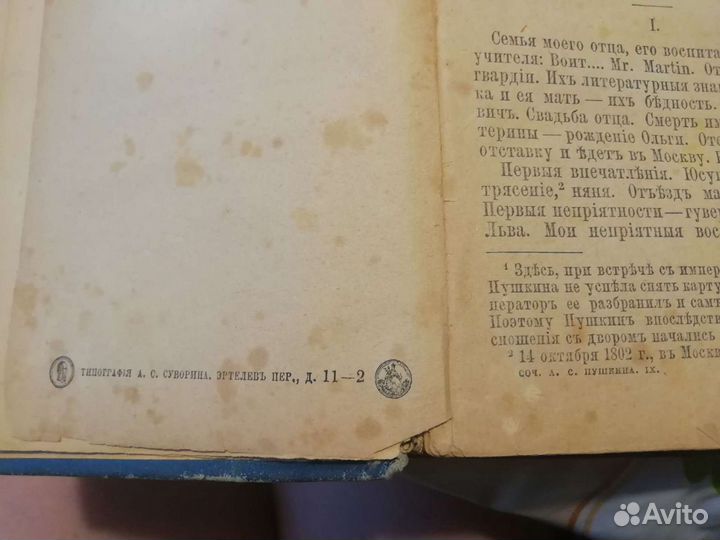 ТИПОГРАФІЯ А. С. СУВОРИНА. ЭРТЕЛЕВЪ ПЕР., Д. 11—2
I.
Семья моего отца, его воспита
учителя: Воит.... Mr. Martin. От
гвардіи. Ихъ литературныя зна
ка и ея мать — ихъ бѣдность.
вичъ. Свадьба отца. Смерть им
терины — рожденіе Ольги. Оте
отставку и ѣдетъ въ Москву.
Первыя впечатлѣнія. Юсуп
трясеніе,² няня. Отъѣздъ ма
Первыя непріятности — гуве
Льва. Мои непріятныя вос
¹ Здѣсь, при встрѣчѣ съ импер
Пушкина не успѣла снять карту
ператоръ ее разбранилъ и самъ
Поэтому Пушкинъ впослѣдств
сношенія съ дворомъ начались
² 14 октября 1802 г., въ Москв
СОЧ. А. С. ПУШКИНА. IX.
Avito